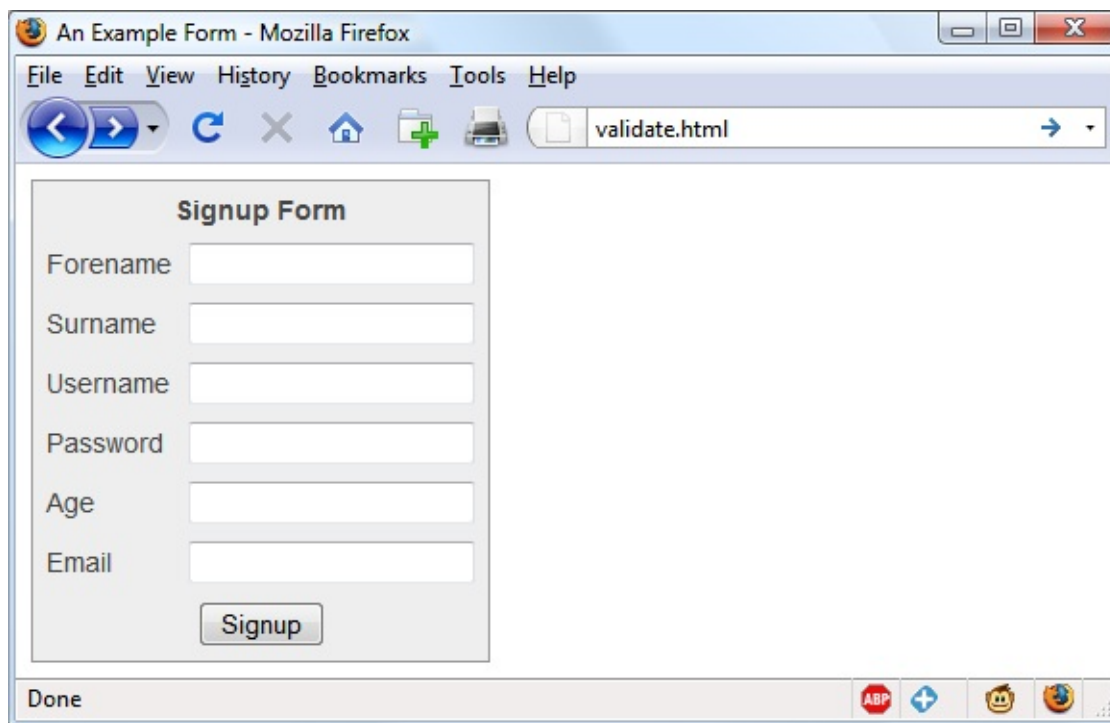 An Example Form - Mozilla Firefox
File Edit View History Bookmarks Tools Help
validate.html
Signup Form
Forename
Surname
Username
Password
Age
Email
Signup
Done
ABP